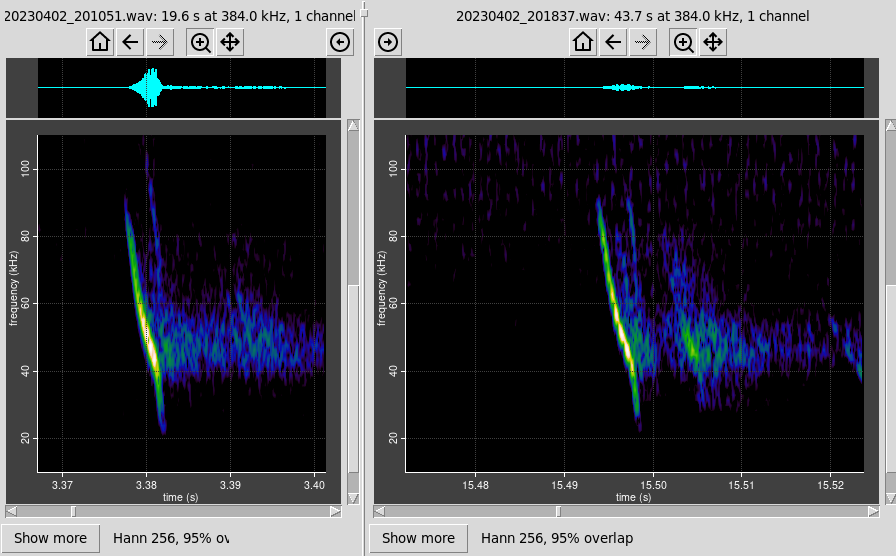 20230402_201051.wav: 19.6 s at 384.0 kHz, 1 channel
100
80
60
40
20
frequency (kHz)
3.37 3.38 3.39 3.40
time (s)
Show more Hann 256, 95% ov
20230402_201837.wav: 43.7 s at 384.0 kHz, 1 channel
100
80
60
40
20
frequency (kHz)
15.48 15.49 15.50 15.51 15.52
time (s)
Show more Hann 256, 95% overlap